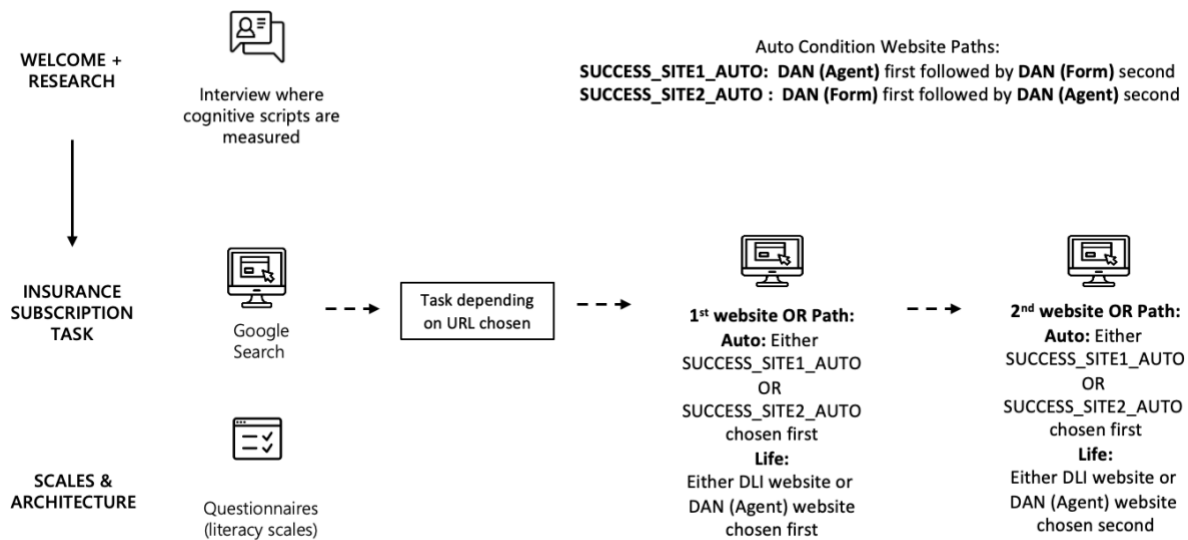 WELCOME +
RESEARCH
Interview where
cognitive scripts are
measured
Auto Condition Website Paths:
SUCCESS_SITE1_AUTO: DAN (Agent) first followed by DAN (Form) second
SUCCESS_SITE2_AUTO : DAN (Form) first followed by DAN (Agent) second
INSURANCE
SUBSCRIPTION
TASK
Google
Search
Task depending
on URL chosen
1st website OR Path:
Auto: Either
SUCCESS_SITE1_AUTO
OR
SUCCESS_SITE2_AUTO
chosen first
Life:
Either DLI website or
DAN (Agent) website
chosen first
2nd website OR Path:
Auto: Either
SUCCESS_SITE1_AUTO
OR
SUCCESS_SITE2_AUTO
chosen first
Life:
Either DLI website or
DAN (Agent) website
chosen second
SCALES &
ARCHITECTURE
Questionnaires
(literacy scales)